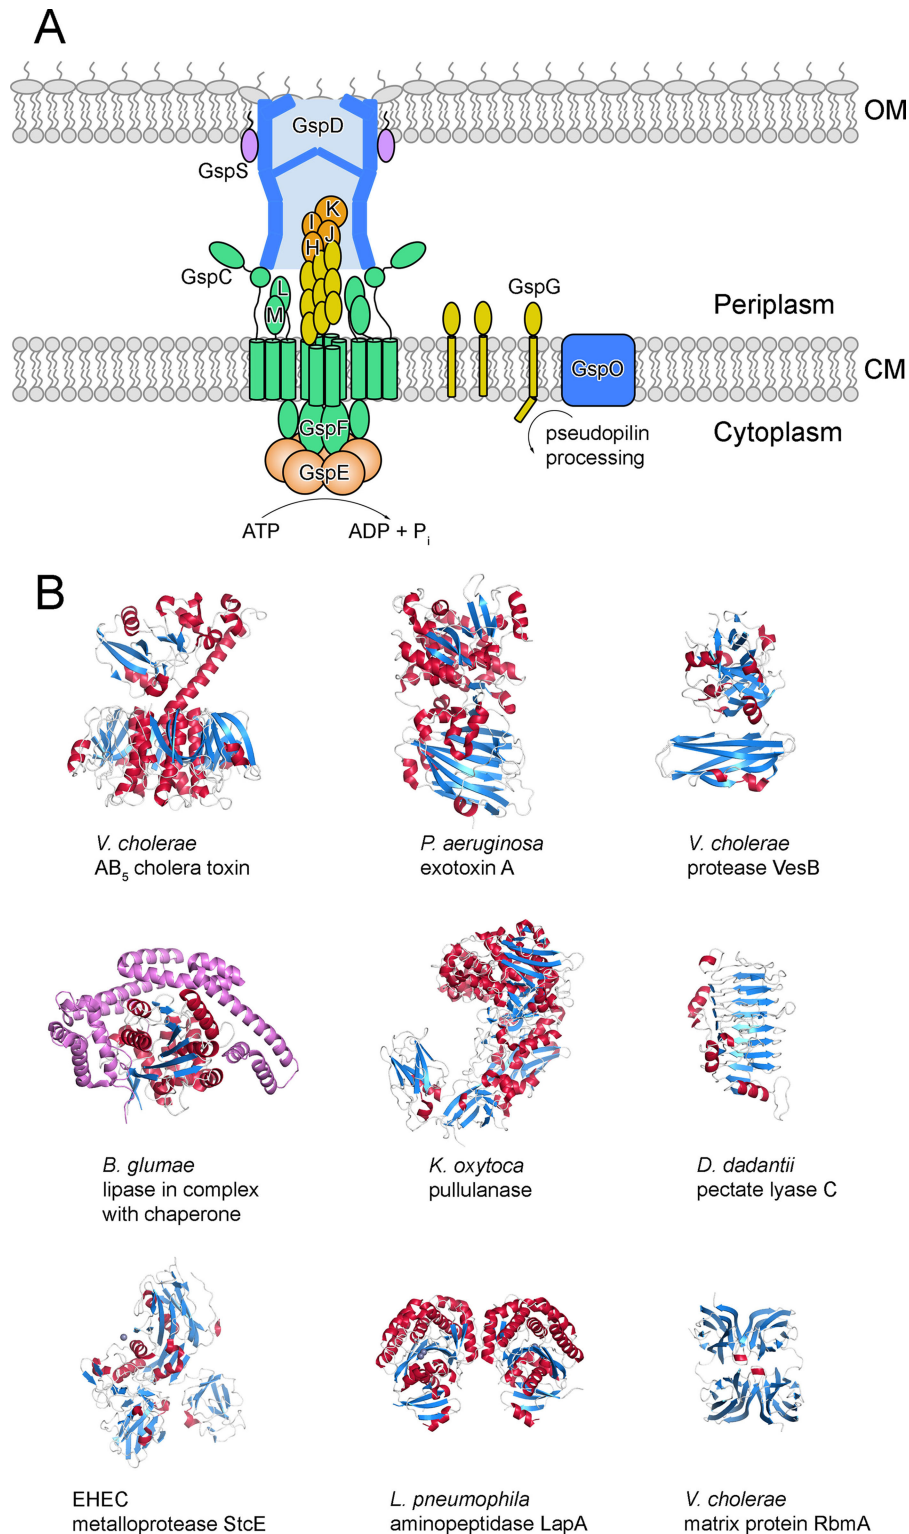 A
OM
GspD
GspS
K
I
J
H
GspC
L
M
GspG
Periplasm
CM
GspO
GspF
pseudopilin
processing
Cytoplasm
GspE
ATP
ADP + Pi
B
V. cholerae
AB5 cholera toxin
P. aeruginosa
exotoxin A
V. cholerae
protease VesB
B. glumae
lipase in complex
with chaperone
K. oxytoca
pullulanase
D. dadantii
pectate lyase C
EHEC
metalloprotease StcE
L. pneumophila
aminopeptidase LapA
V. cholerae
matrix protein RbmA